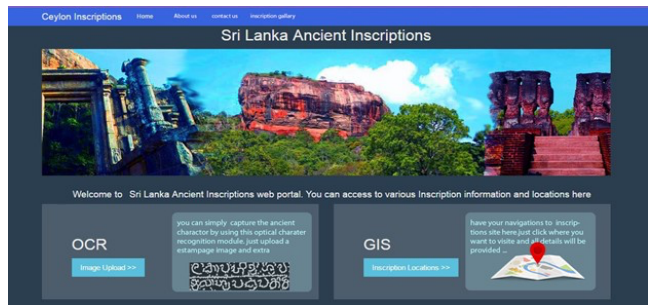 Ceylon Inscriptions Home About us contact us inscription gallary
Sri Lanka Ancient Inscriptions
Welcome to Sri Lanka Ancient Inscriptions web portal. You can access to various Inscription information and locations here
OCR
Image Upload >>
you can simply capture the ancient
charactor by using this optical charater
recognition module. just upload a
estampage image and extra
GIS
Inscription Locations >>
have your navigations to inscrip-
tions site here.just click where you
want to visite and all details will be
provided ..